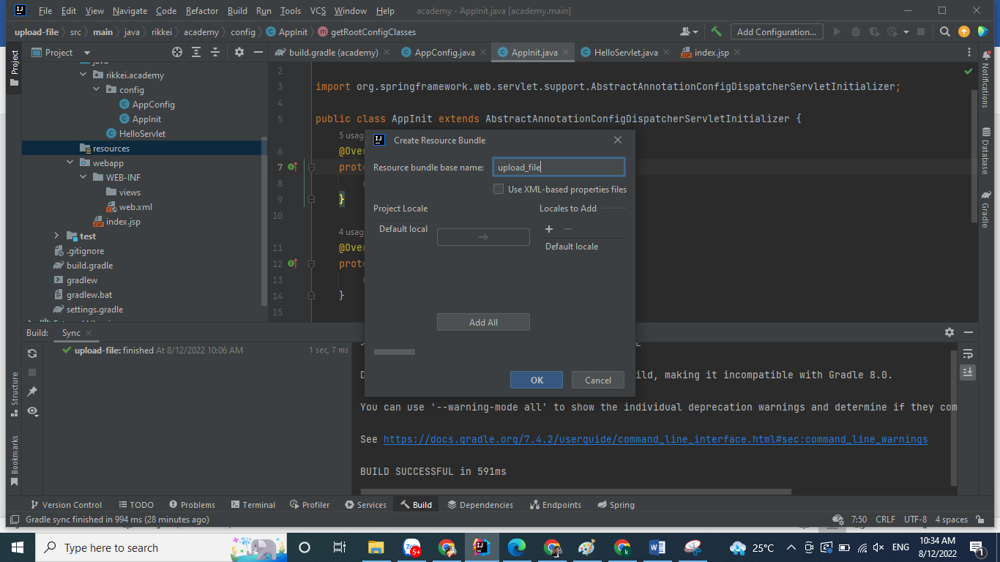 File Edit View Navigate Code Refactor Build Run Tools VCS Window Help academy - AppInit.java [academy.main]
upload-file src main java rikkei academy config AppInit getRootConfigClasses Add Configuration...
Project build.gradle (academy) AppConfig.java AppInit.java HelloServlet.java index.jsp
Project
Notifications
Database
Gradle
java
rikkei.academy
config
AppConfig
AppInit
HelloServlet
resources
webapp
WEB-INF
views
web.xml
index.jsp
test
.gitignore
build.gradle
gradlew
gradlew.bat
settings.gradle
2
3 import org.springframework.web.servlet.support.AbstractAnnotationConfigDispatcherServletInitializer;
4
5 public class AppInit extends AbstractAnnotationConfigDispatcherServletInitializer {
5 usag
6 @Over
7 prote
8
9 }
10
4 usag
11 @Over
12 prote
13
14 }
15
Create Resource Bundle
Resource bundle base name: upload_file
Use XML-based properties files
Project Locale Locales to Add
Default local
Default locale
Add All
OK Cancel
Build: Sync
upload-file: finished At 8/12/2022 10:06 AM 1 sec, 7 ms
ild, making it incompatible with Gradle 8.0.
You can use '--warning-mode all' to show the individual deprecation warnings and determine if they com
See https://docs.gradle.org/7.4.2/userguide/command_line_interface.html#sec:command_line_warnings
BUILD SUCCESSFUL in 591ms
Structure
Bookmarks
Version Control TODO Problems Terminal Profiler Services Build Dependencies Endpoints Spring
Gradle sync finished in 994 ms (28 minutes ago) 7:50 CRLF UTF-8 4 spaces
Type here to search 25°C ENG 10:34 AM
8/12/2022